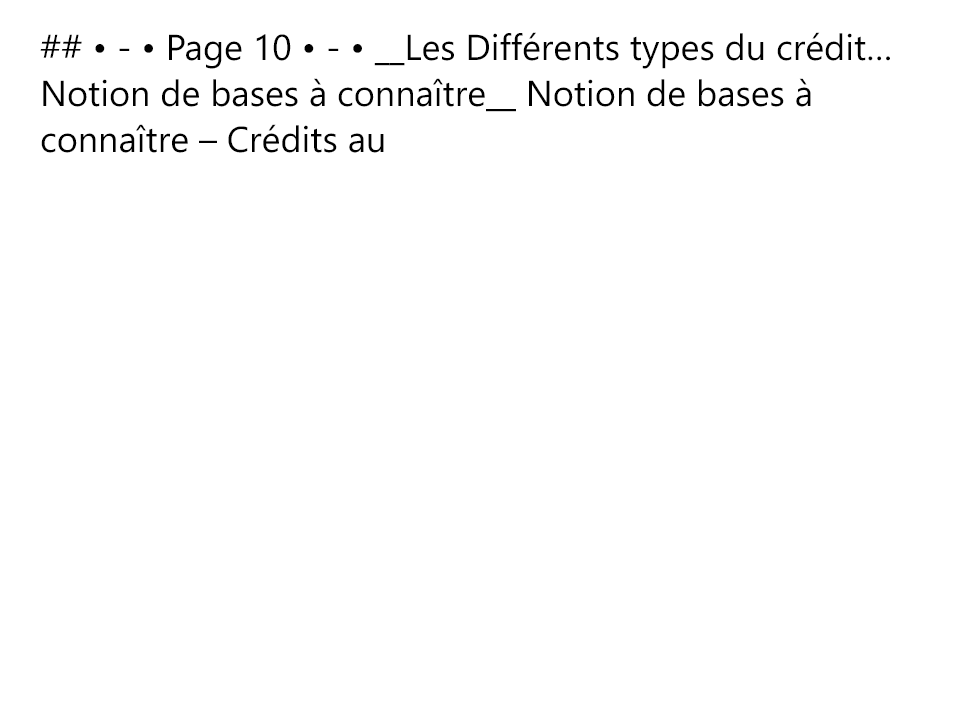 ## • - • Page 10 • - • __Les Différents types du crédit…
Notion de bases à connaître__ Notion de bases à
connaître – Crédits au